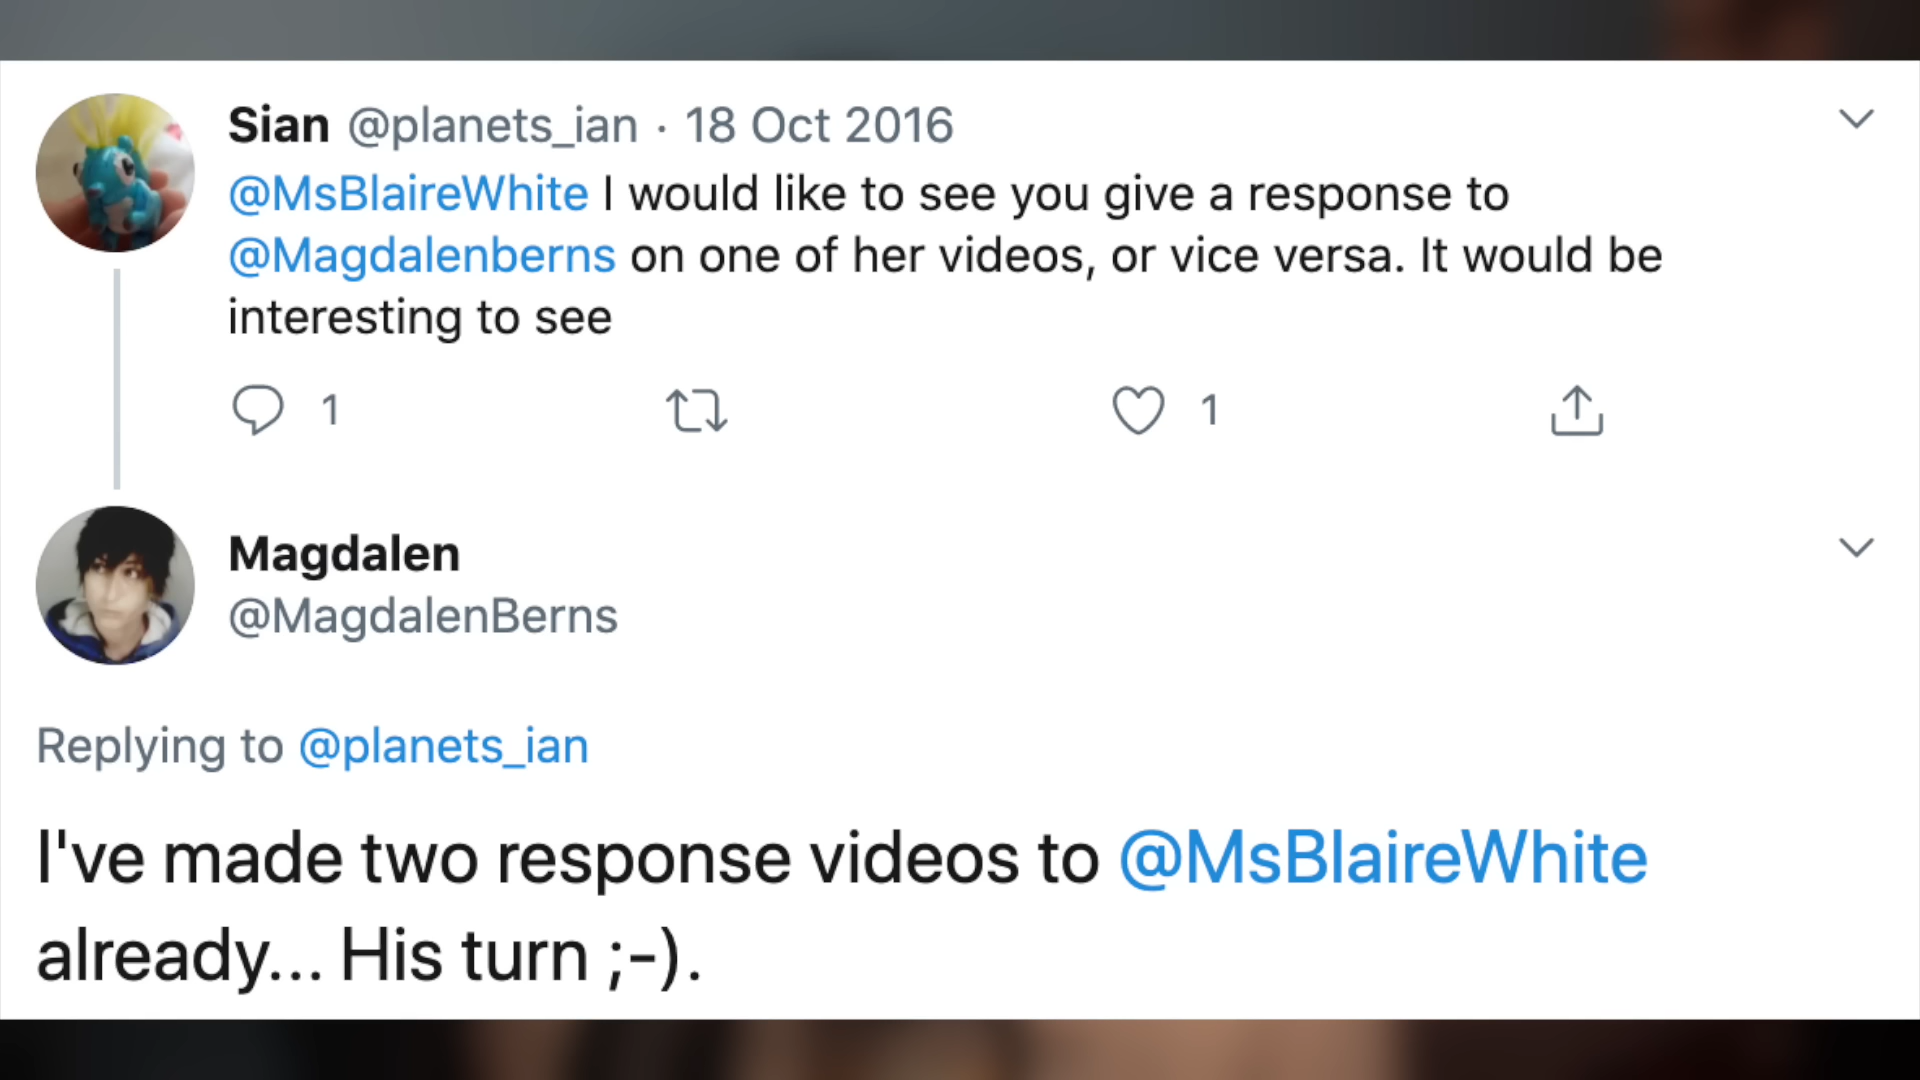 Sian @planets_ian · 18 Oct 2016
@MsBlaireWhite I would like to see you give a response to
@Magdalenberns on one of her videos, or vice versa. It would be
interesting to see
1 1
Magdalen
@MagdalenBerns
Replying to @planets_ian
I've made two response videos to @MsBlaireWhite
already... His turn ;-).